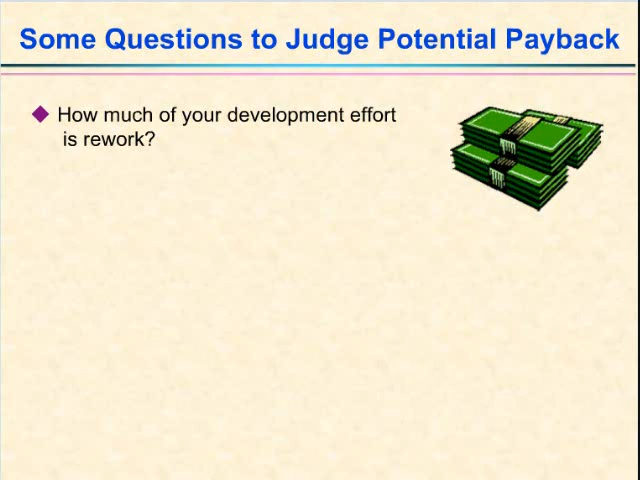 Some Questions to Judge Potential Payback
How much of your development effort
is rework?